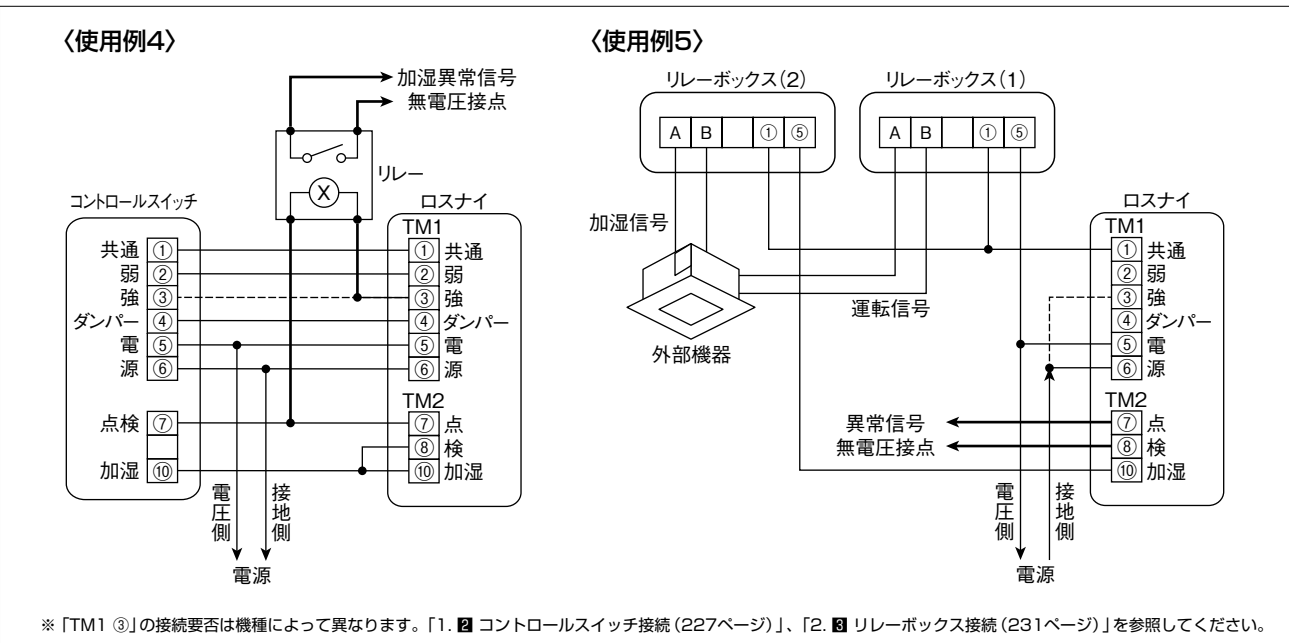 〈使用例4〉
加湿異常信号
無電圧接点
リレー
X
コントロールスイッチ
ロスナイ
TM1
共通 ① ① 共通
弱 ② ② 弱
強 ③ ③ 強
ダンパー ④ ④ ダンパー
電 ⑤ ⑤ 電
源 ⑥ ⑥ 源
TM2
点検 ⑦ ⑦ 点
⑧ 検
加湿 ⑩ ⑩ 加湿
電圧側
接地側
電源
〈使用例5〉
リレーボックス(2)
リレーボックス(1)
A B ① ⑤
A B ① ⑤
加湿信号
運転信号
外部機器
ロスナイ
TM1
① 共通
② 弱
③ 強
④ ダンパー
⑤ 電
⑥ 源
TM2
異常信号 ⑦ 点
無電圧接点 ⑧ 検
⑩ 加湿
電圧側
接地側
電源
※「TM1 ③」の接続要否は機種によって異なります。「1. 2 コントロールスイッチ接続(227ページ)」、「2. 3 リレーボックス接続(231ページ)」を参照してください。